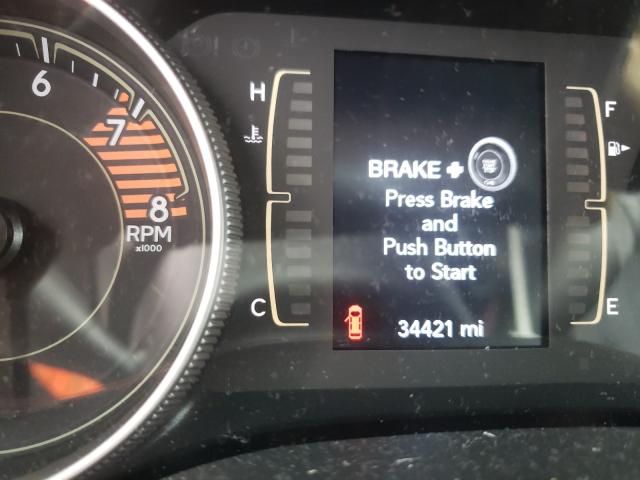 6
7
8
RPM
x1000
H
C
BRAKE +
Press Brake
and
Push Button
to Start
34421 mi
F
E